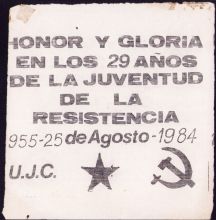 HONOR Y GLORIA
EN LOS 29 AÑOS
DE LA JUVENTUD
DE LA
RESISTENCIA
955-25 de Agosto-1984
U.J.C.